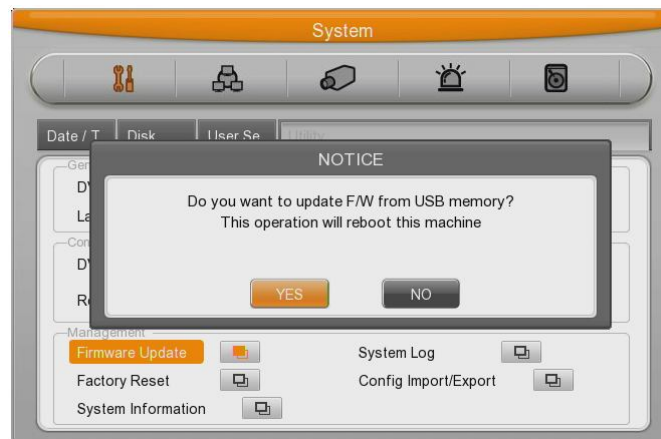 System
Date / T
Disk
User Se
Utility
NOTICE
Do you want to update F/W from USB memory?
This operation will reboot this machine
YES
NO
Management
Firmware Update
System Log
Factory Reset
Config Import/Export
System Information